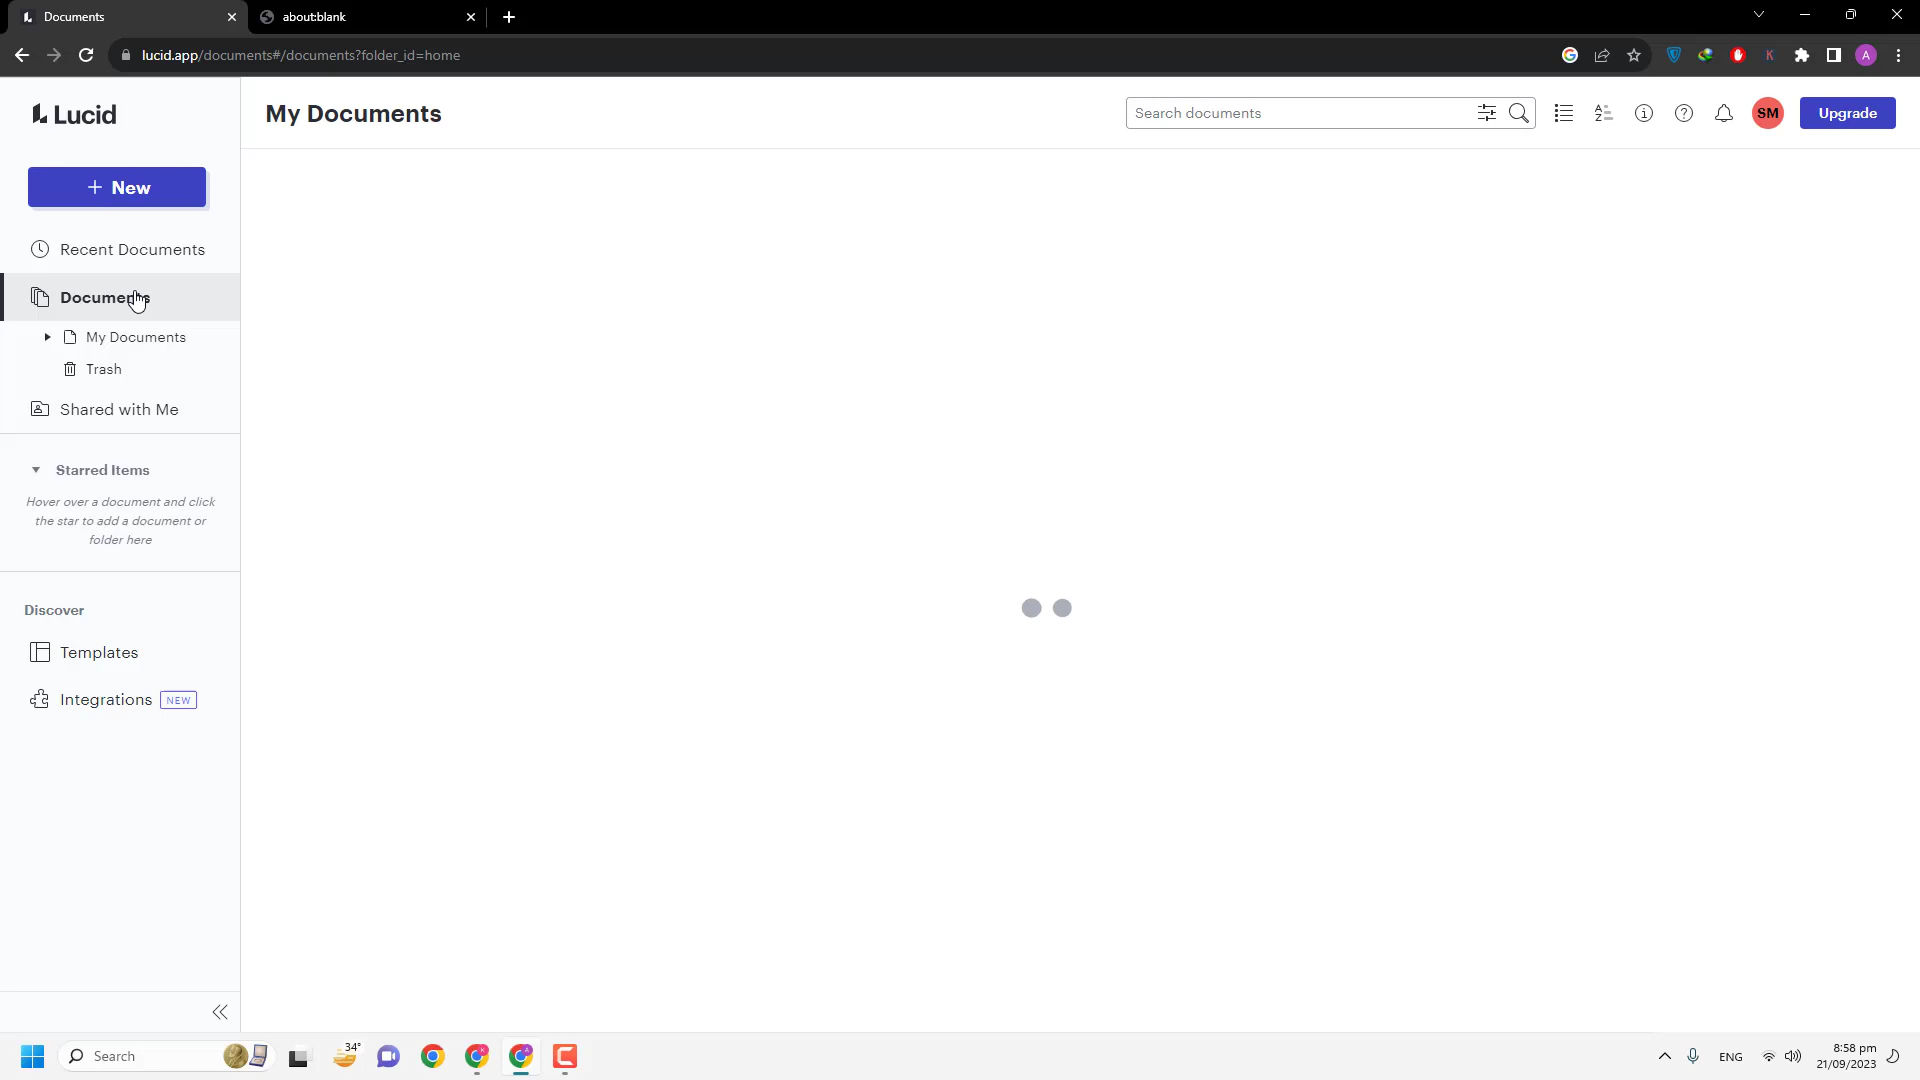 Documents
about:blank
lucid.app/documents#/documents?folder_id=home
K
A
Lucid
My Documents
Search documents
A
Z
SM
Upgrade
+ New
Recent Documents
Documents
My Documents
Trash
Shared with Me
Starred Items
Hover over a document and click
the star to add a document or
folder here
Discover
Templates
Integrations NEW
Search
34°
ENG
8:58 pm
21/09/2023